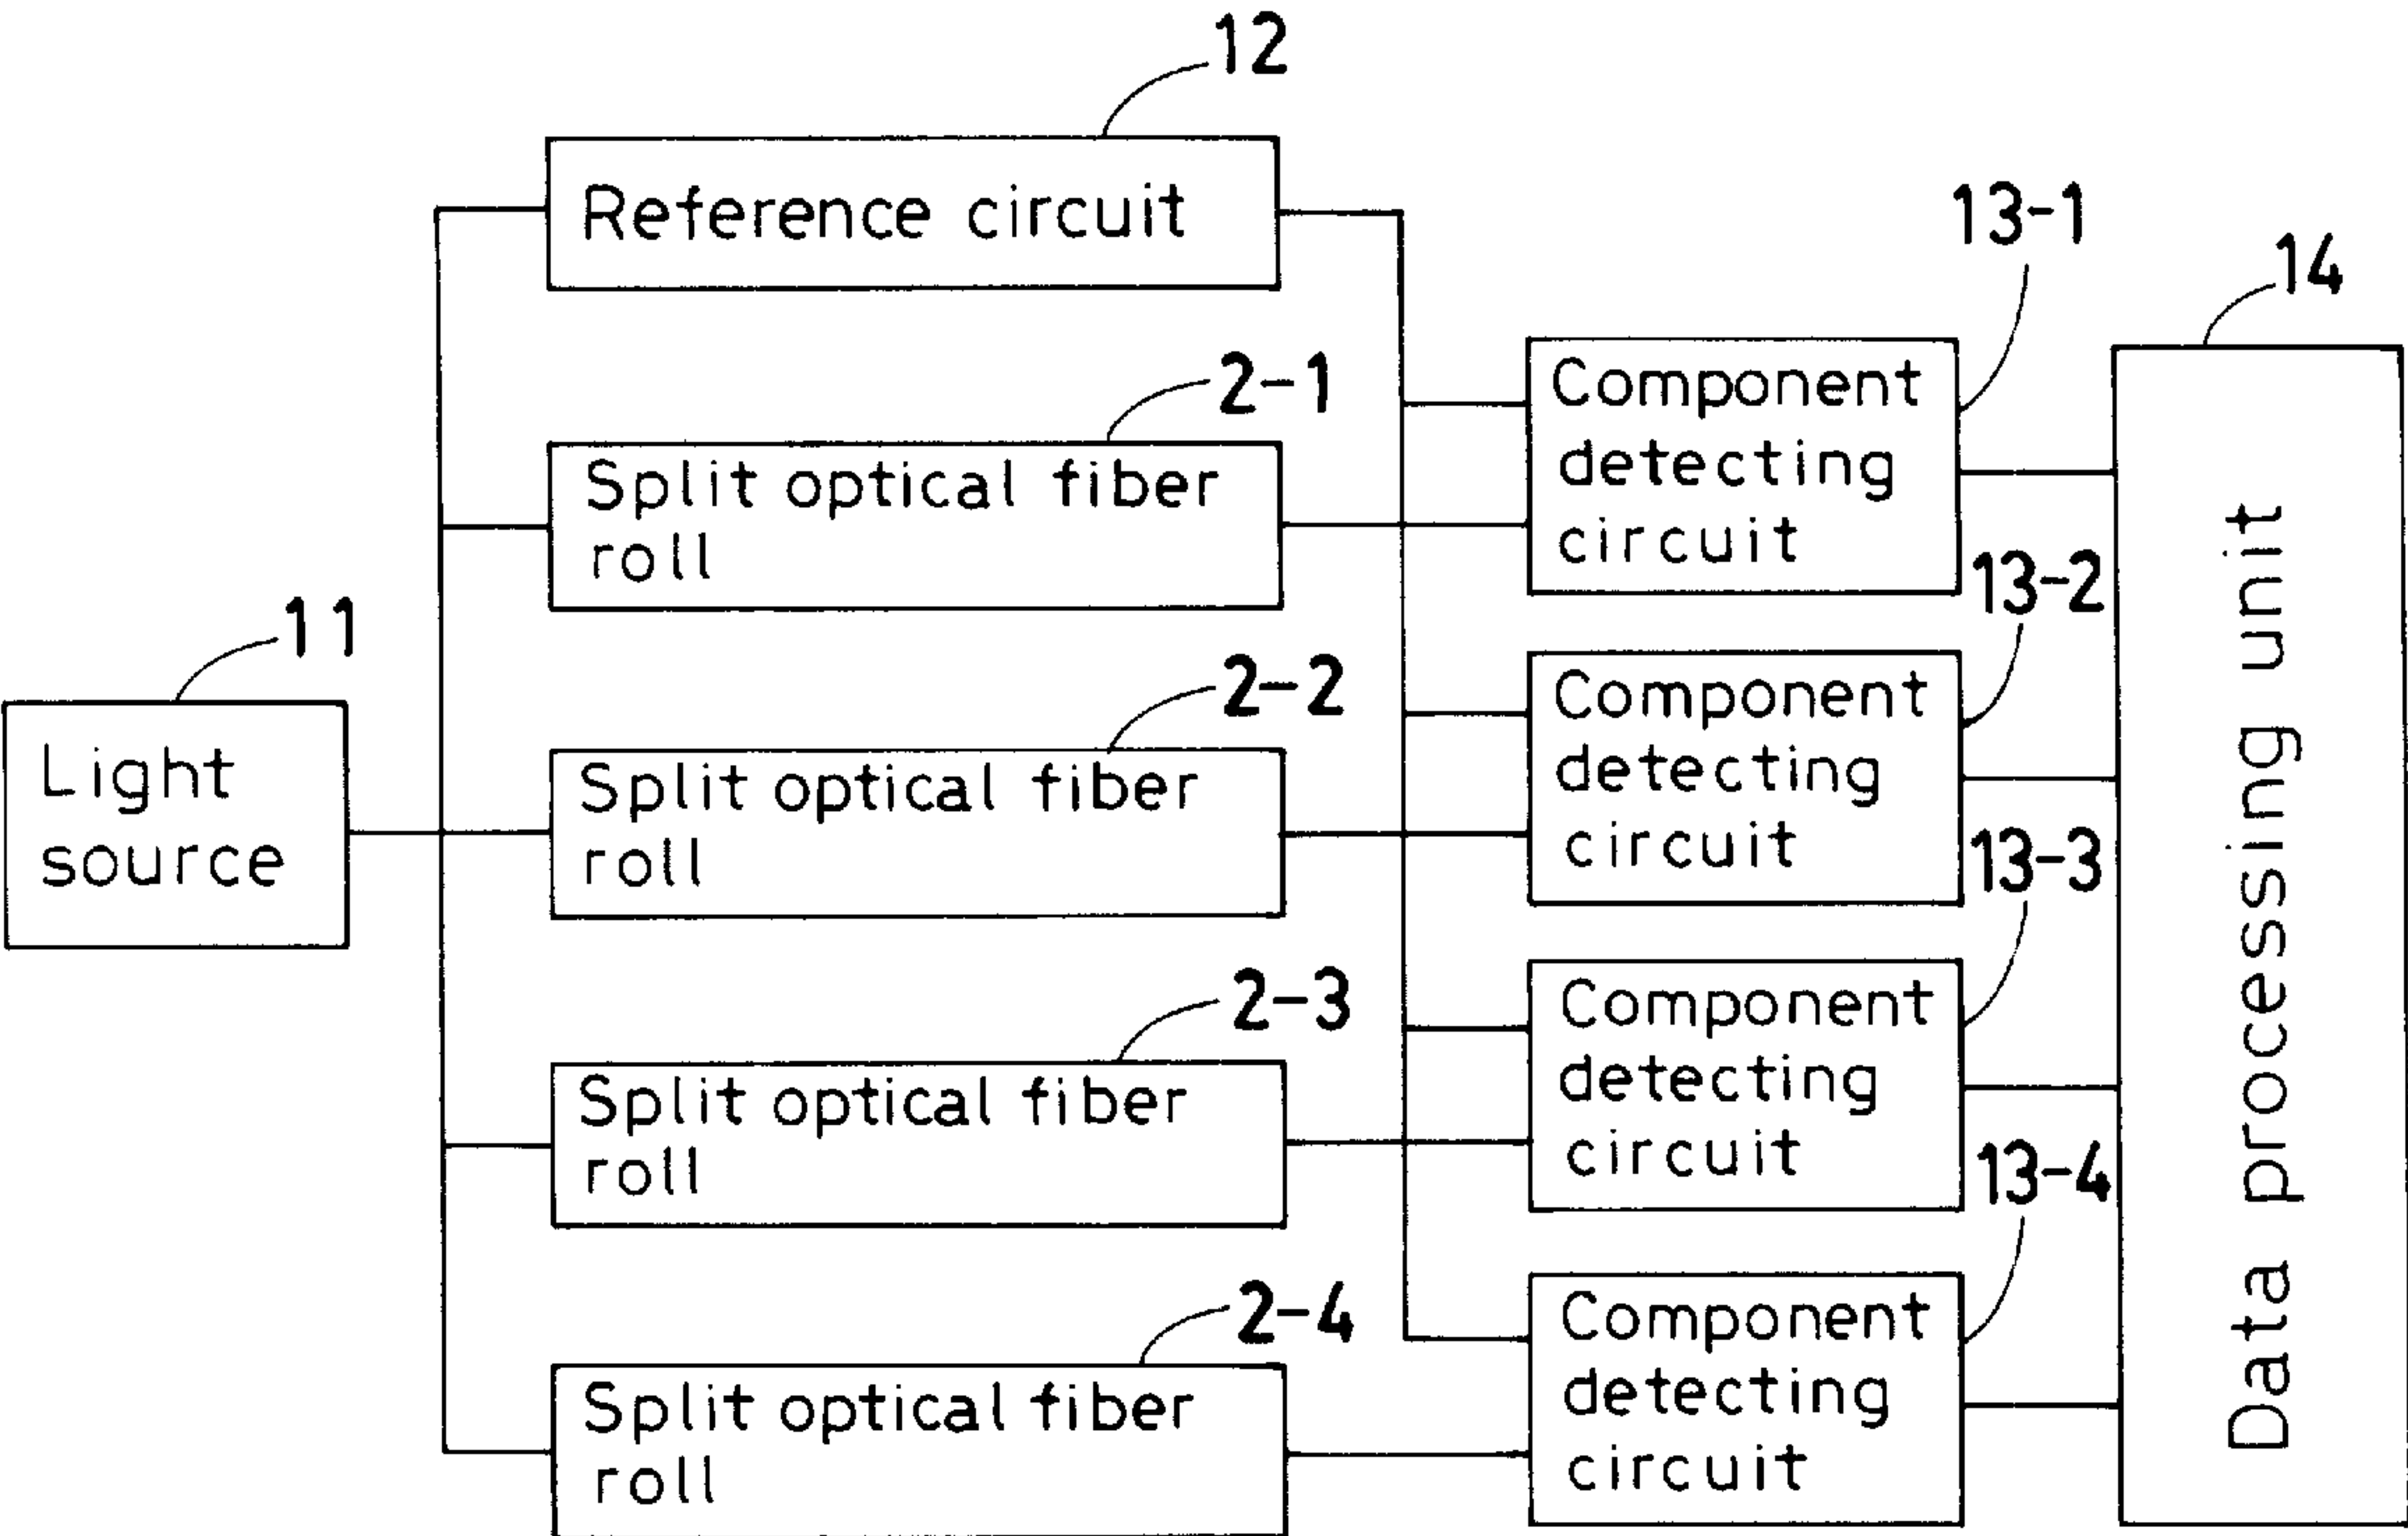 12
Reference circuit
13-1
14
2-1
Split optical fiber
roll
Component
detecting
circuit
11
Light
source
2-2
Split optical fiber
roll
13-2
Component
detecting
circuit
2-3
Split optical fiber
roll
13-3
Component
detecting
circuit
2-4
Split optical fiber
roll
13-4
Component
detecting
circuit
Data processing unit